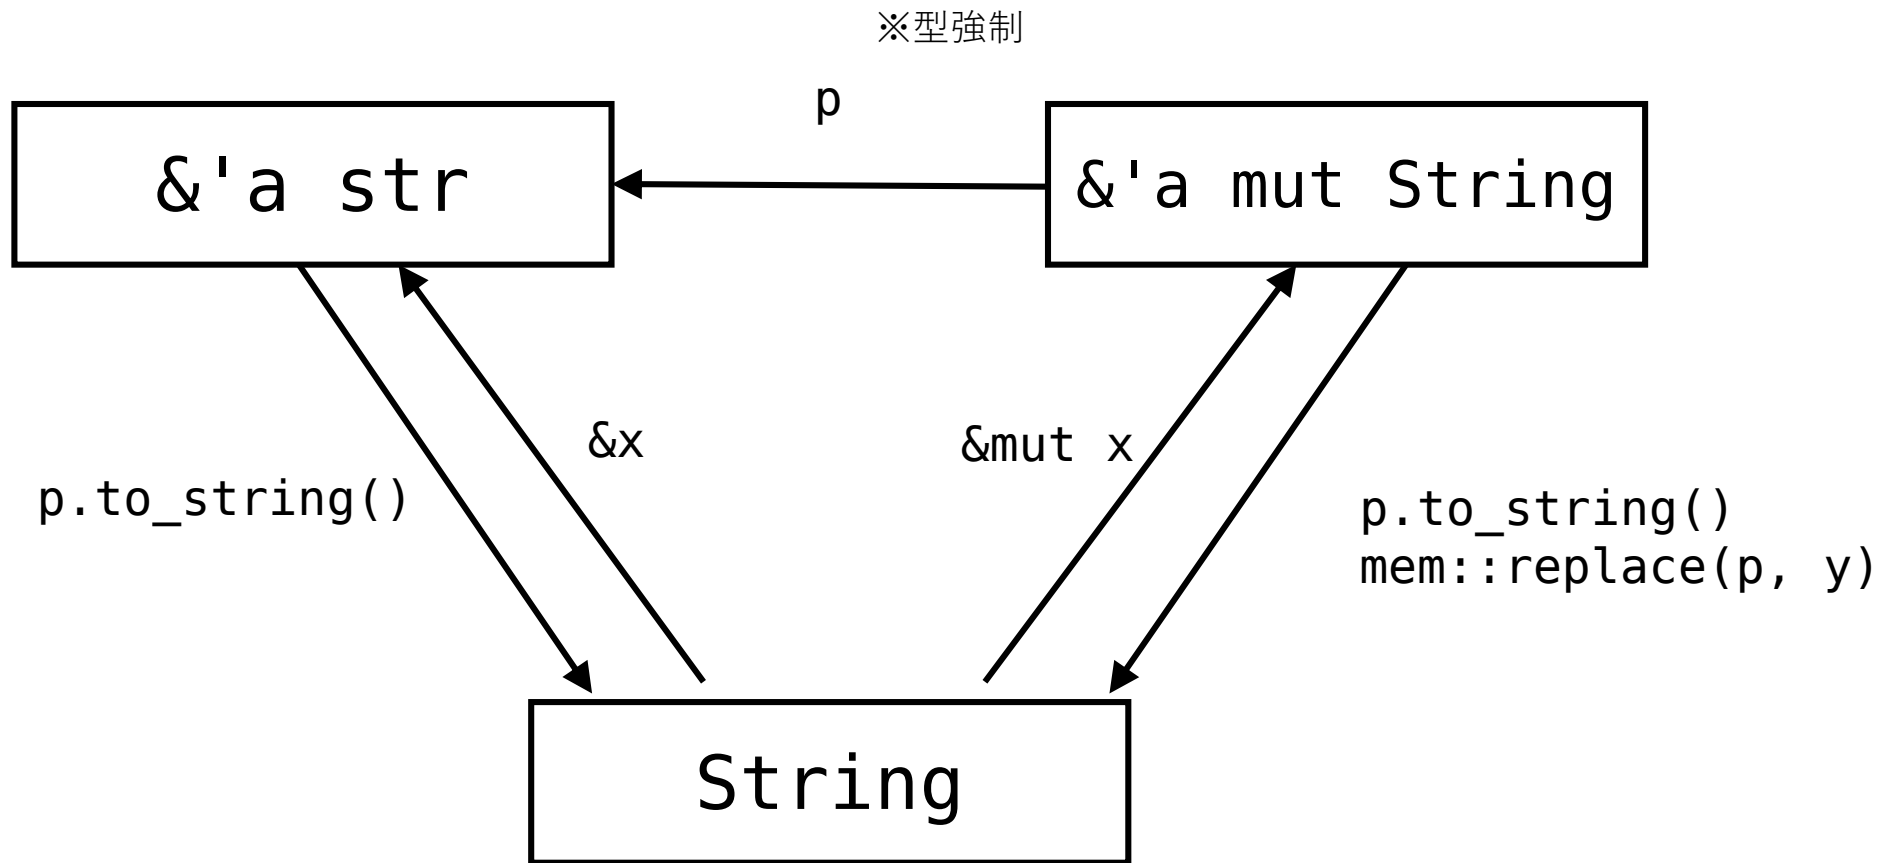 ※型強制
p
&'a str
&'a mut String
&x
&mut x
p.to_string()
p.to_string()
mem::replace(p, y)
String